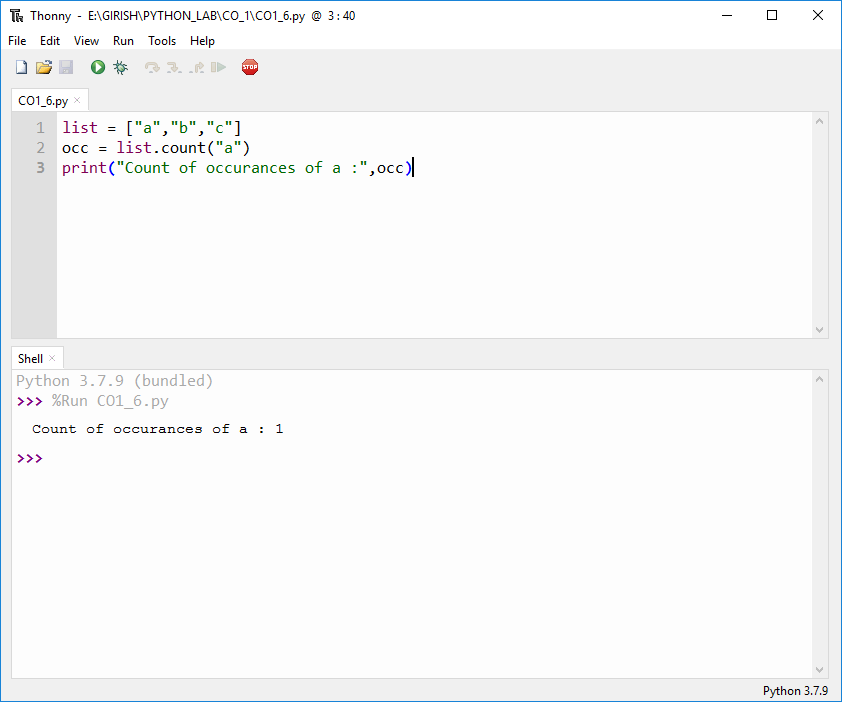 Thonny - E:\GIRISH\PYTHON_LAB\CO_1\CO1_6.py @ 3:40
File Edit View Run Tools Help
STOP
CO1_6.py
1 list = ["a","b","c"]
2 occ = list.count("a")
3 print("Count of occurances of a :",occ)
Shell
Python 3.7.9 (bundled)
>>> %Run CO1_6.py
Count of occurances of a : 1
>>>
Python 3.7.9